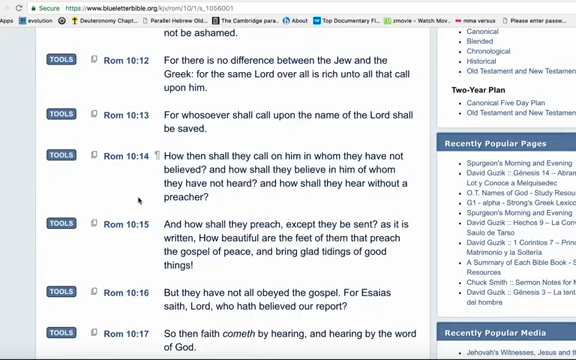 Secure https://www.blueletterbible.org/kjv/rom/10/1/s_1056001
Apps evolution Deuteronomy Chapt... Parallel Hebrew Old... The Cambridge para... About Top Documentary Fi... zmovie - Watch Mov... mma versus Please enter passw...
not be ashamed.
TOOLS Rom 10:12 For there is no difference between the Jew and the
Greek: for the same Lord over all is rich unto all that call
upon him.
TOOLS Rom 10:13 For whosoever shall call upon the name of the Lord shall
be saved.
TOOLS Rom 10:14 ¶ How then shall they call on him in whom they have not
believed? and how shall they believe in him of whom
they have not heard? and how shall they hear without a
preacher?
TOOLS Rom 10:15 And how shall they preach, except they be sent? as it is
written, How beautiful are the feet of them that preach
the gospel of peace, and bring glad tidings of good
things!
TOOLS Rom 10:16 But they have not all obeyed the gospel. For Esaias
saith, Lord, who hath believed our report?
TOOLS Rom 10:17 So then faith cometh by hearing, and hearing by the word
of God.
Canonical
Blended
Chronological
Historical
Old Testament and New Testamen
Two-Year Plan
Canonical Five Day Plan
Old Testament and New Testamen
Recently Popular Pages
Spurgeon's Morning and Evening
David Guzik :: Génesis 14 – Abra
Lot y Conoce a Melquisedec
O.T. Names of God - Study Resou
G1 - alpha - Strong's Greek Lexico
Spurgeon's Morning and Evening
David Guzik :: Hechos 9 – La Con
Saulo de Tarso
David Guzik :: 1 Corintios 7 – Princ
Matrimonio y la Soltería
A Summary of Each Bible Book - S
Resources
Chuck Smith :: Sermon Notes for
David Guzik :: Génesis 3 – La tent
del hombre
Recently Popular Media
Jehovah's Witnesses, Jesus and th